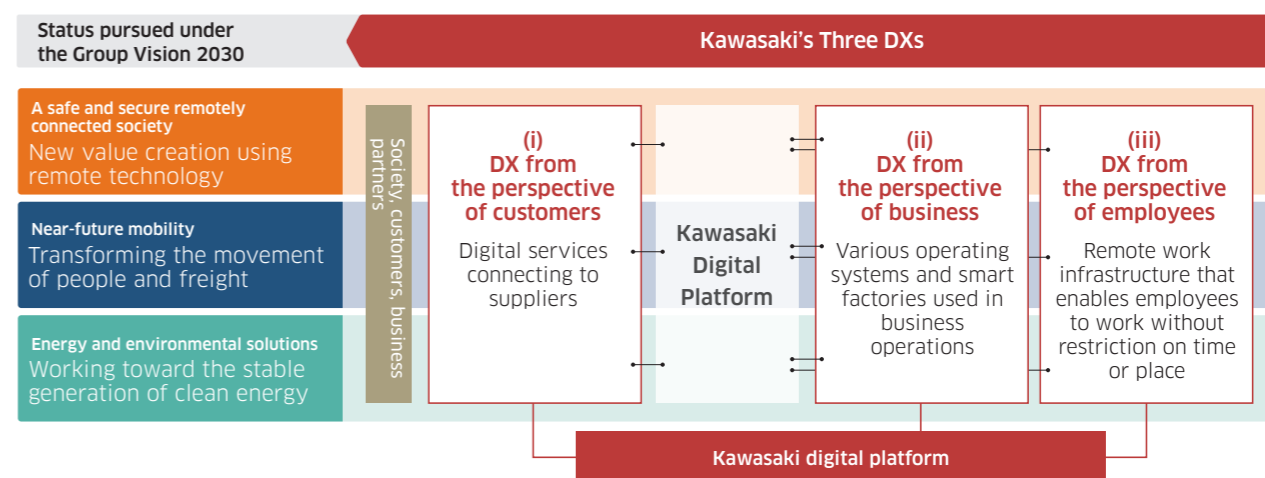 Status pursued under
the Group Vision 2030
Kawasaki's Three DXs
A safe and secure remotely
connected society
New value creation using
remote technology
Near-future mobility
Transforming the movement
of people and freight
Energy and environmental solutions
Working toward the stable
generation of clean energy
Society, customers, business
partners
(i)
DX from
the perspective
of customers
Digital services
connecting to
suppliers
Kawasaki
Digital
Platform
(ii)
DX from
the perspective
of business
Various operating
systems and smart
factories used in
business
operations
(iii)
DX from
the perspective
of employees
Remote work
infrastructure that
enables employees
to work without
restriction on time
or place
Kawasaki digital platform